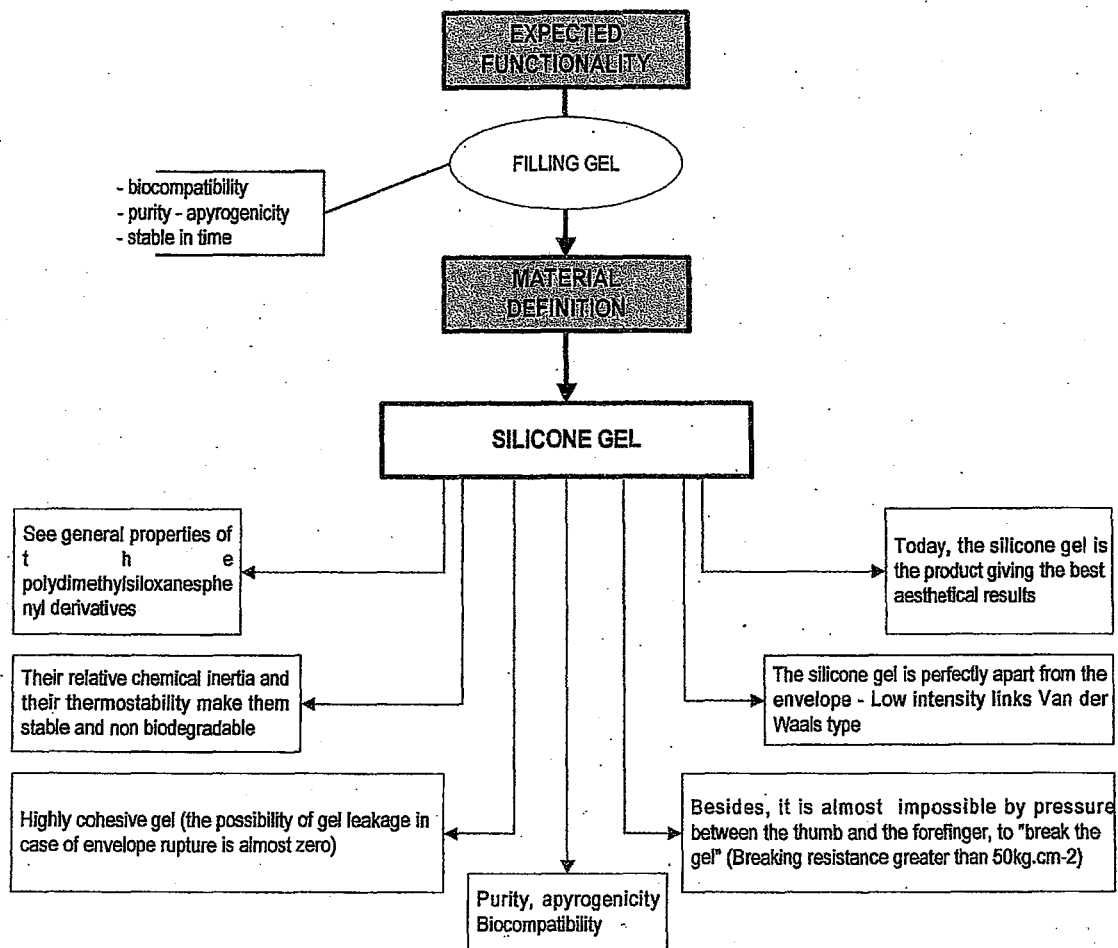 EXPECTED
FUNCTIONALITY
FILLING GEL
- biocompatibility
- purity - apyrogenicity
- stable in time
MATERIAL
DEFINITION
SILICONE GEL
See general properties of
t h e
polydimethylsiloxanesphe
nyl derivatives
Today, the silicone gel is
the product giving the best
aesthetical results
Their relative chemical inertia and
their thermostability make them
stable and non biodegradable
The silicone gel is perfectly apart from the
envelope - Low intensity links Van der
Waals type
Highly cohesive gel (the possibility of gel leakage in
case of envelope rupture is almost zero)
Besides, it is almost impossible by pressure
between the thumb and the forefinger, to "break the
gel" (Breaking resistance greater than 50kg.cm-2)
Purity, apyrogenicity
Biocompatibility